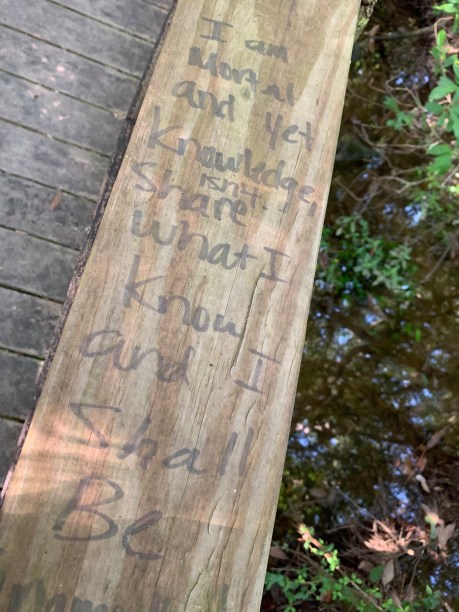 I am
Mortal
and yet
Knowledge
isn't.
Share
what I
Know
and I
Shall
Be